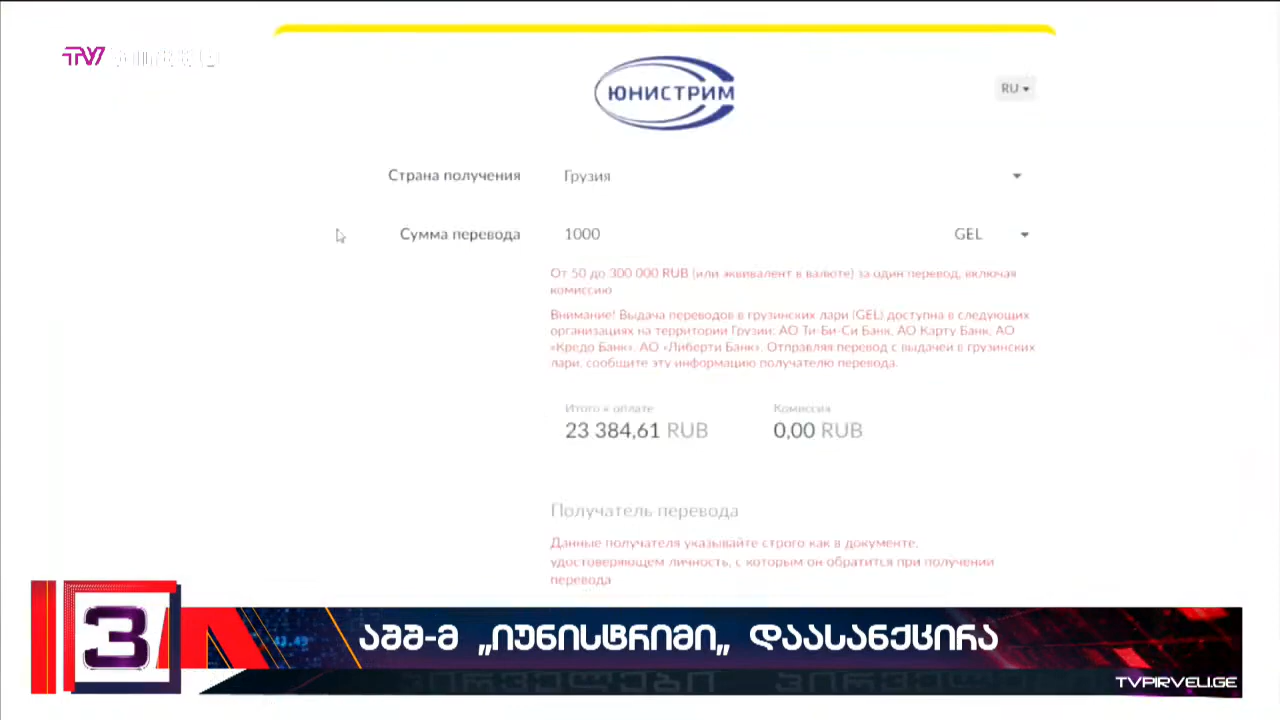 TV
ЮНИСТРИМ
RU
Страна получения
Грузия
Сумма перевода
1000
GEL
От 50 до 300 000 RUB (или эквивалент в валюте) за один перевод, включая
комиссию
Внимание! Выдача переводов в грузинских лари (GEL) доступна в следующих
организациях на территории Грузии: АО Ти-Би-Си Банк, АО Карту Банк, АО
«Кредо Банк», АО «Либерти Банк». Отправляя перевод с выдачей в грузинских
лари, сообщите эту информацию получателю перевода.
Итого к оплате
Комиссия
23 384,61 RUB
0,00 RUB
Получатель перевода
Данные получателя указывайте строго как в документе,
удостоверяющем личность, с которым он обратится при получении
перевода
აშშ-მ „იუნისტრიმი„ დაასანქცირა
TVPIRVELI.GE